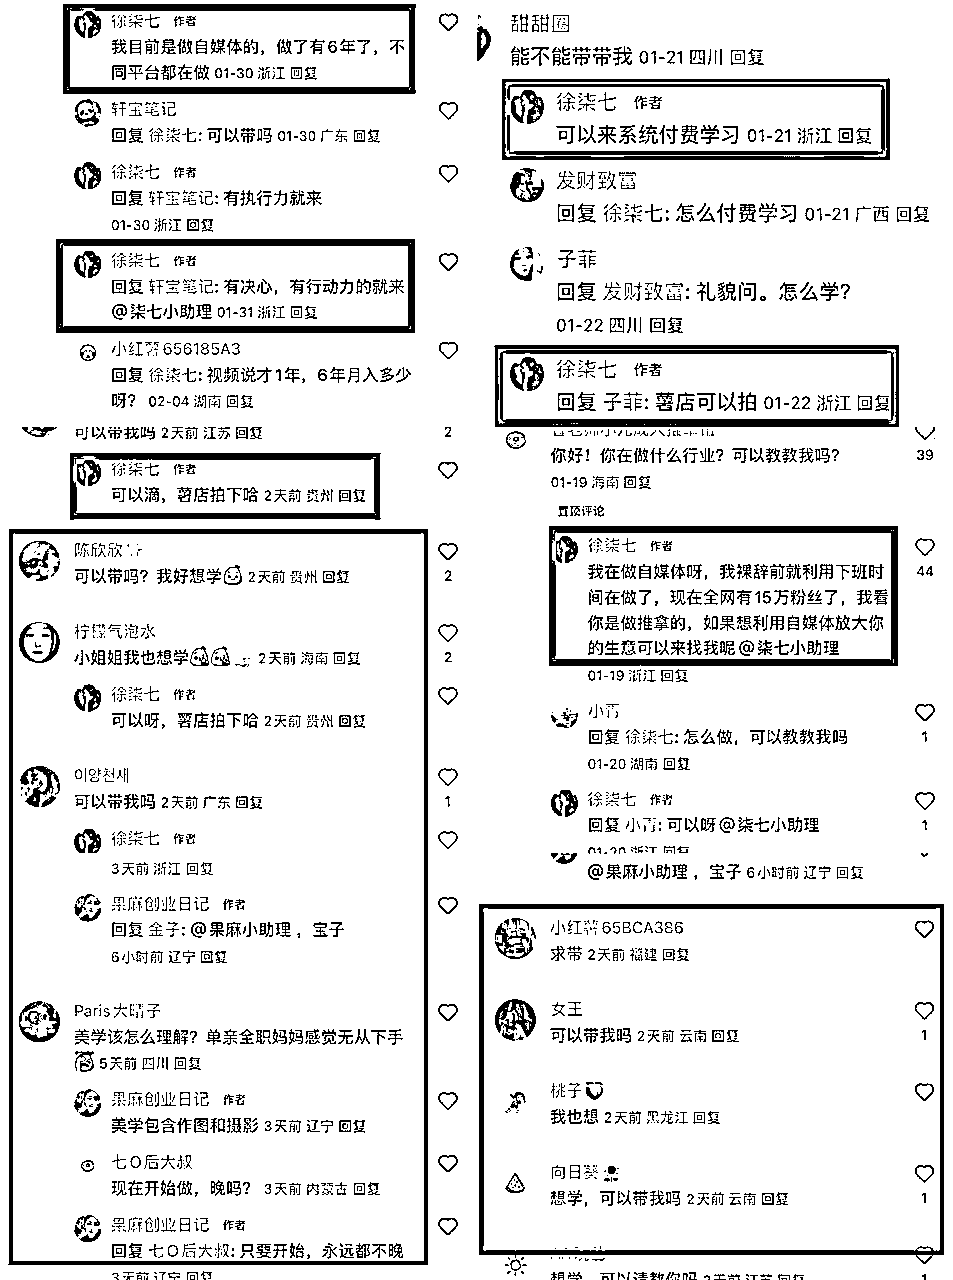 徐柒七 作者
我目前是做自媒体的，做了有6年了，不
同平台都在做 01-30 浙江 回复
轩宝笔记
回复 徐柒七: 可以带吗 01-30 广东 回复
徐柒七 作者
回复 轩宝笔记: 有执行力就来
01-30 浙江 回复
徐柒七 作者
回复 轩宝笔记: 有决心，有行动力的就来
@柒七小助理 01-31 浙江 回复
小红薯656185A3
回复 徐柒七: 视频说才1年，6年月入多少
呀？ 02-04 湖南 回复
可以带我吗 2天前 江苏 回复
2
徐柒七 作者
可以滴，薯店拍下哈 2天前 贵州 回复
陈欣欣
可以带吗？我好想学 2天前 贵州 回复
2
柠檬气泡水
小姐姐我也想学 2天前 海南 回复
2
徐柒七 作者
可以呀，薯店拍下哈 2天前 贵州 回复
이양천새
可以带我吗 2天前 广东 回复
1
徐柒七 作者
3天前 浙江 回复
果麻创业日记 作者
回复 金子: @果麻小助理 ，宝子
6小时前 辽宁 回复
Paris大晴子
美学该怎么理解？单亲全职妈妈感觉无从下手
5天前 四川 回复
果麻创业日记 作者
美学包含作图和摄影 3天前 辽宁 回复
七O后大叔
现在开始做，晚吗？ 3天前 内蒙古 回复
果麻创业日记 作者
回复 七O后大叔: 只要开始，永远都不晚
3天前 辽宁 回复
甜甜圈
能不能带带我 01-21 四川 回复
徐柒七 作者
可以来系统付费学习 01-21 浙江 回复
发财致富
回复 徐柒七: 怎么付费学习 01-21 广西 回复
子菲
回复 发财致富: 礼貌问。怎么学？
01-22 四川 回复
徐柒七 作者
回复 子菲: 薯店可以拍 01-22 浙江 回复
你好！你在做什么行业？可以教教我吗？
39
01-19 海南 回复
置顶评论
徐柒七 作者
我在做自媒体呀，我裸辞前就利用下班时
44
间在做了，现在全网有15万粉丝了，我看
你是做推拿的，如果想利用自媒体放大你
的生意可以来找我呢@柒七小助理
01-19 浙江 回复
小青
回复 徐柒七: 怎么做，可以教教我吗
1
01-20 湖南 回复
徐柒七 作者
回复 小青: 可以呀@柒七小助理
1
01-20 浙江 回复
@果麻小助理 ，宝子 6小时前 辽宁 回复
小红薯65BCA386
求带 2天前 福建 回复
女王
可以带我吗 2天前 云南 回复
1
桃子
我也想 2天前 黑龙江 回复
向日葵
想学，可以带我吗 2天前 云南 回复
1
想学，可以请教你吗 2天前 江苏 回复
1